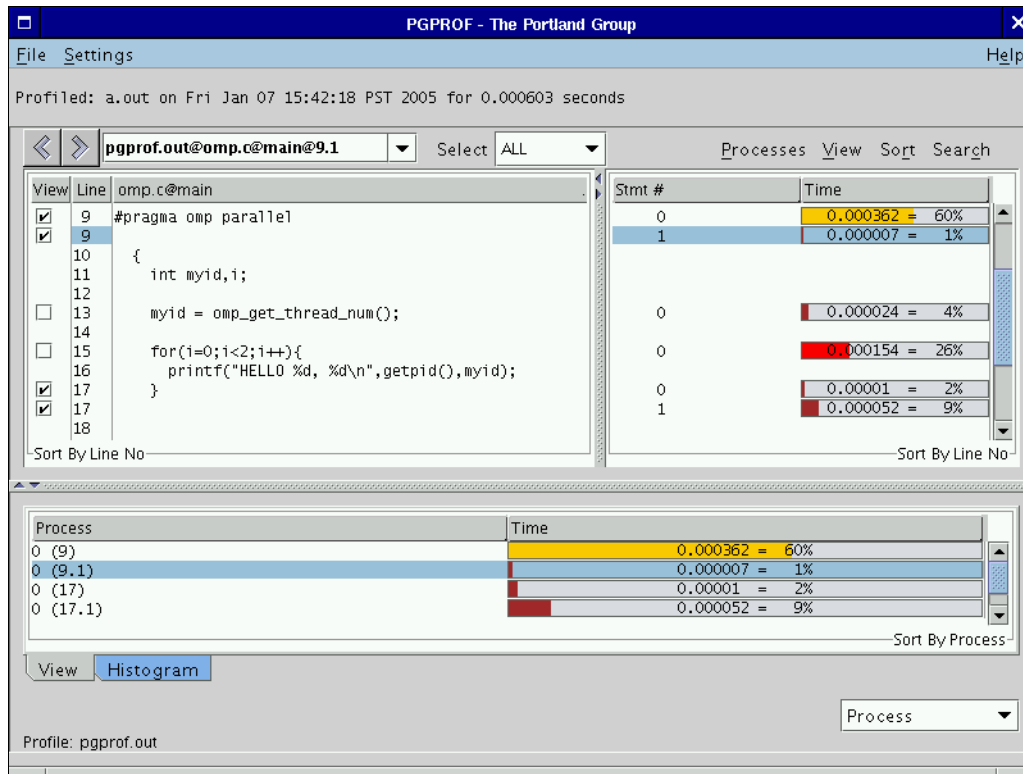 PGPROF - The Portland Group
File Settings Help
Profiled: a.out on Fri Jan 07 15:42:18 PST 2005 for 0.000603 seconds
pgprof.out@omp.c@main@9.1 Select ALL Processes View Sort Search
View Line omp.c@main . Stmt # Time
9 #pragma omp parallel 0 0.000362 = 60%
9 1 0.000007 = 1%
10 {
11 int myid,i;
12
13 myid = omp_get_thread_num(); 0 0.000024 = 4%
14
15 for(i=0;i<2;i++){ 0 0.000154 = 26%
16 printf("HELLO %d, %d\n",getpid(),myid);
17 } 0 0.00001 = 2%
17 1 0.000052 = 9%
18
Sort By Line No Sort By Line No
Process Time
0 (9) 0.000362 = 60%
0 (9.1) 0.000007 = 1%
0 (17) 0.00001 = 2%
0 (17.1) 0.000052 = 9%
Sort By Process
View Histogram
Process
Profile: pgprof.out